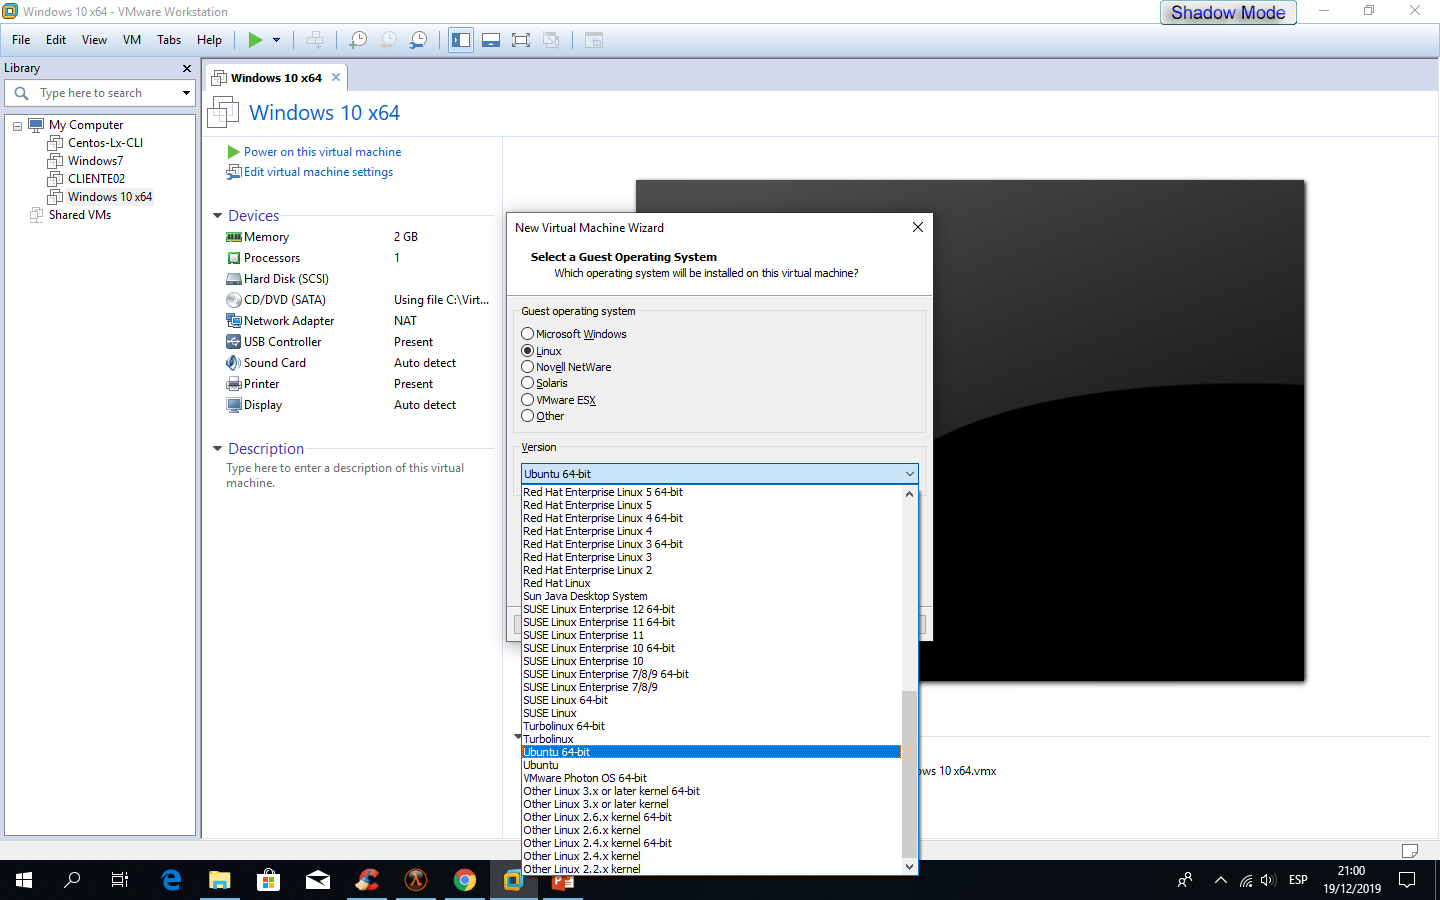 Windows 10 x64 - VMware Workstation
Shadow Mode
File Edit View VM Tabs Help
Library
Type here to search
My Computer
Centos-Lx-CLI
Windows7
CLIENTE02
Windows 10 x64
Shared VMs
Windows 10 x64
Windows 10 x64
Power on this virtual machine
Edit virtual machine settings
Devices
Memory 2 GB
Processors 1
Hard Disk (SCSI)
CD/DVD (SATA) Using file C:\Virt...
Network Adapter NAT
USB Controller Present
Sound Card Auto detect
Printer Present
Display Auto detect
Description
Type here to enter a description of this virtual
machine.
New Virtual Machine Wizard
Select a Guest Operating System
Which operating system will be installed on this virtual machine?
Guest operating system
Microsoft Windows
Linux
Novell NetWare
Solaris
VMware ESX
Other
Version
Ubuntu 64-bit
Red Hat Enterprise Linux 5 64-bit
Red Hat Enterprise Linux 5
Red Hat Enterprise Linux 4 64-bit
Red Hat Enterprise Linux 4
Red Hat Enterprise Linux 3 64-bit
Red Hat Enterprise Linux 3
Red Hat Enterprise Linux 2
Red Hat Linux
Sun Java Desktop System
SUSE Linux Enterprise 12 64-bit
SUSE Linux Enterprise 11 64-bit
SUSE Linux Enterprise 11
SUSE Linux Enterprise 10 64-bit
SUSE Linux Enterprise 10
SUSE Linux Enterprise 7/8/9 64-bit
SUSE Linux Enterprise 7/8/9
SUSE Linux 64-bit
SUSE Linux
Turbolinux 64-bit
Turbolinux
Ubuntu 64-bit
Ubuntu
VMware Photon OS 64-bit
Other Linux 3.x or later kernel 64-bit
Other Linux 3.x or later kernel
Other Linux 2.6.x kernel 64-bit
Other Linux 2.6.x kernel
Other Linux 2.4.x kernel 64-bit
Other Linux 2.4.x kernel
Other Linux 2.2.x kernel
ows 10 x64.vmx
ESP
21:00
19/12/2019